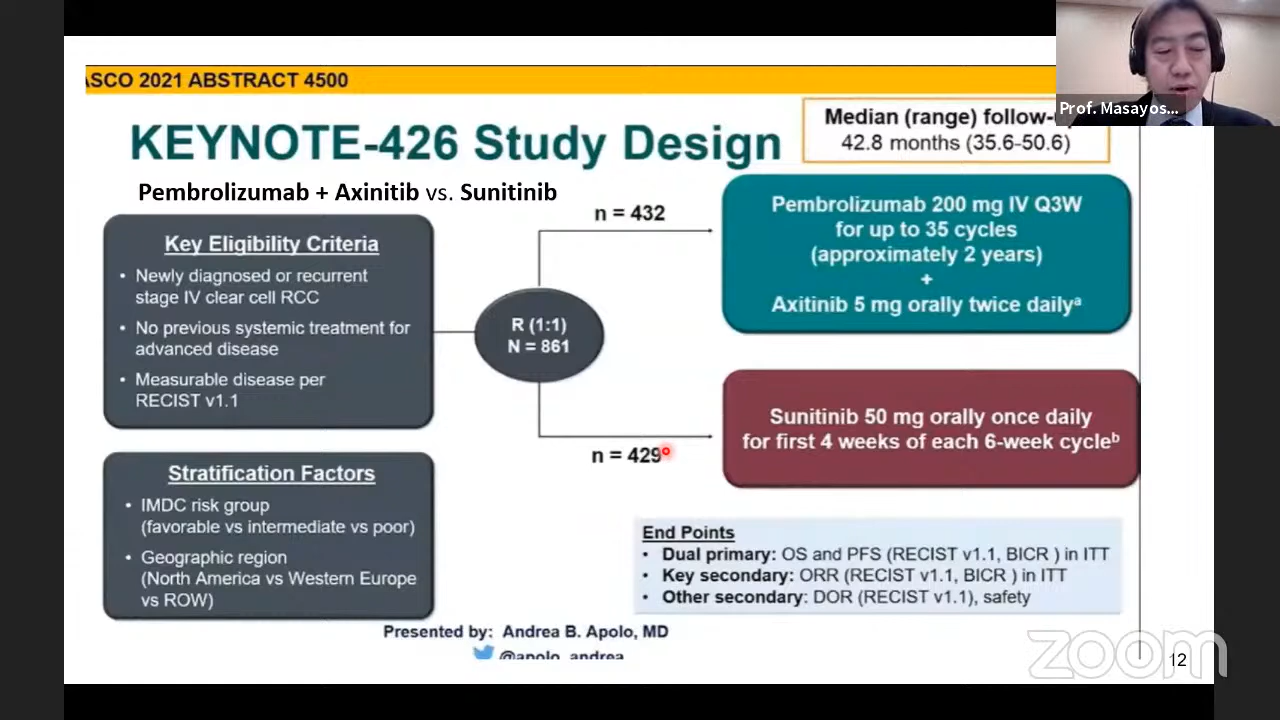 ASCO 2021 ABSTRACT 4500
KEYNOTE-426 Study Design
Median (range) follow-
42.8 months (35.6-50.6)
Prof. Masayos...
Pembrolizumab + Axinitib vs. Sunitinib
Key Eligibility Criteria
• Newly diagnosed or recurrent
stage IV clear cell RCC
• No previous systemic treatment for
advanced disease
• Measurable disease per
RECIST v1.1
Stratification Factors
• IMDC risk group
(favorable vs intermediate vs poor)
• Geographic region
(North America vs Western Europe
vs ROW)
R (1:1)
N = 861
n = 432
n = 429
Pembrolizumab 200 mg IV Q3W
for up to 35 cycles
(approximately 2 years)
+
Axitinib 5 mg orally twice dailyᵃ
Sunitinib 50 mg orally once daily
for first 4 weeks of each 6-week cycleᵇ
End Points
• Dual primary: OS and PFS (RECIST v1.1, BICR ) in ITT
• Key secondary: ORR (RECIST v1.1, BICR ) in ITT
• Other secondary: DOR (RECIST v1.1), safety
Presented by: Andrea B. Apolo, MD
@apolo_andrea
zoom
12